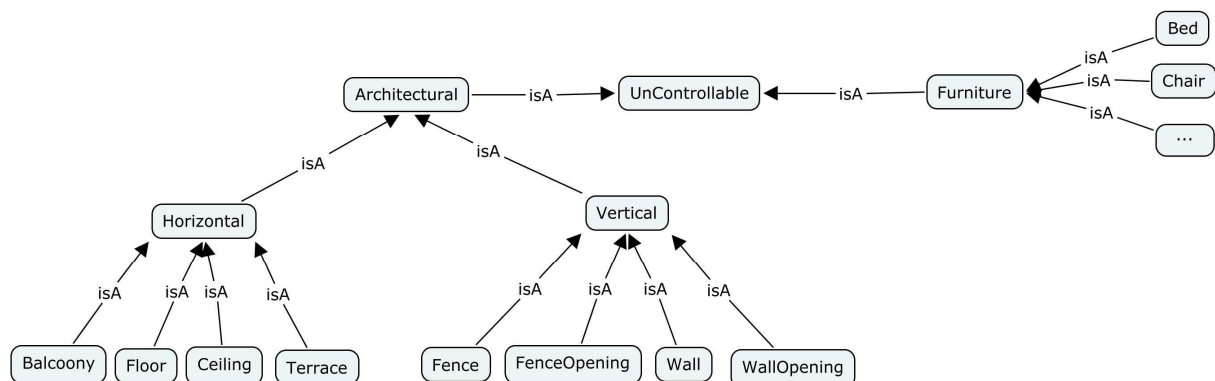 Bed
Architectural isA UnControllable isA Furniture isA Chair
isA
isA
...
isA
isA
Horizontal
Vertical
isA
isA
isA
isA
isA
isA
isA
isA
Balcoony
Floor
Ceiling
Terrace
Fence
FenceOpening
Wall
WallOpening